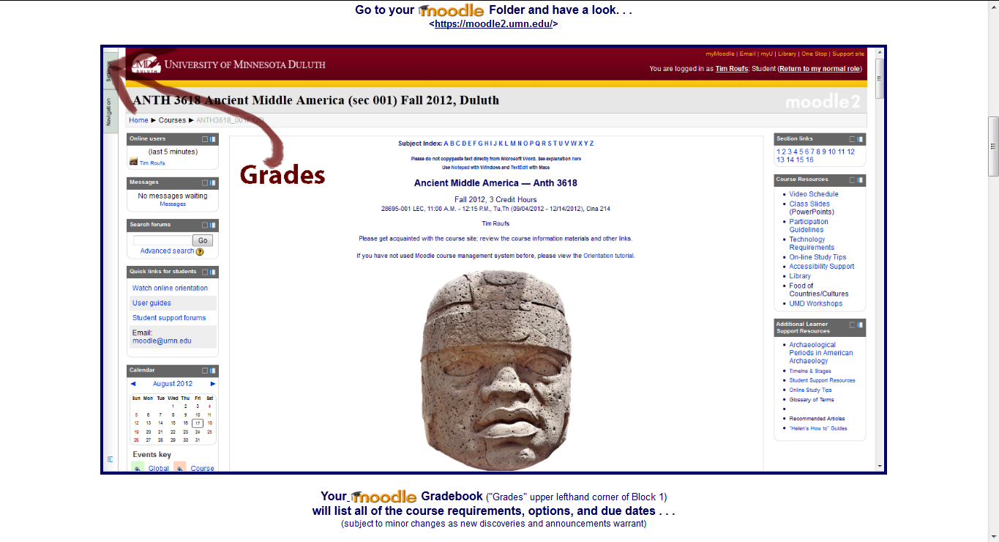 Go to your moodle Folder and have a look. . .
<https://moodle2.umn.edu/>
Settings
Navigation
UMD
DULUTH
UNIVERSITY OF MINNESOTA DULUTH
myMoodle | Email | myU | Library | One Stop | Support site
You are logged in as Tim Roufs: Student (Return to my normal role)
ANTH 3618 Ancient Middle America (sec 001) Fall 2012, Duluth
moodle2
Home ► Courses ► ANTH3618_001F12D
Grades
Online users
(last 5 minutes)
Tim Roufs
Messages
No messages waiting
Messages
Search forums
Go
Advanced search ?
Quick links for students
Watch online orientation
User guides
Student support forums
Email:
moodle@umn.edu
Calendar
◄ August 2012 ►
Sun Mon Tue Wed Thu Fri Sat
1 2 3 4
5 6 7 8 9 10 11
12 13 14 15 16 17 18
19 20 21 22 23 24 25
26 27 28 29 30 31
Events key
Global Course
Subject Index: A B C D E F G H I J K L M N O P Q R S T U V W X Y Z
Please do not copy/paste text directly from Microsoft Word. See explanation here
Use Notepad with Windows and TextEdit with Macs
Ancient Middle America — Anth 3618
Fall 2012, 3 Credit Hours
28695-001 LEC, 11:00 A.M. - 12:15 P.M., Tu,Th (09/04/2012 - 12/14/2012), Cina 214
Tim Roufs
Please get acquainted with the course site; review the course information materials and other links.
If you have not used Moodle course management system before, please view the Orientation tutorial.
Section links
1 2 3 4 5 6 7 8 9 10 11 12
13 14 15 16
Course Resources
• Video Schedule
• Class Slides
(PowerPoints)
• Participation
Guidelines
• Technology
Requirements
• On-line Study Tips
• Accessibility Support
• Library
• Food of
Countries/Cultures
• UMD Workshops
Additional Learner
Support Resources
• Archaeological
Periods in American
Archaeology
• Timeline & Stages
• Student Support Resources
• Online Study Tips
• Glossary of Terms
•
• Recommended Articles
• "Helen's How to" Guides
Your moodle Gradebook ("Grades" upper lefthand corner of Block 1)
will list all of the course requirements, options, and due dates . . .
(subject to minor changes as new discoveries and announcements warrant)